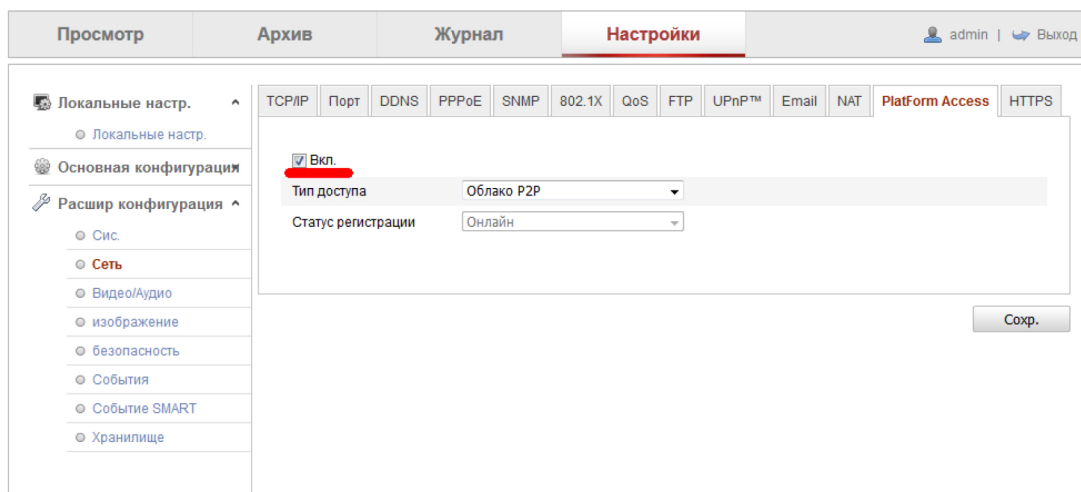 Просмотр Архив Журнал Настройки admin | Выход
Локальные настр.
Локальные настр.
Основная конфигурация
Расшир конфигурация
Сис.
Сеть
Видео/Аудио
изображение
безопасность
События
Событие SMART
Хранилище
TCP/IP Порт DDNS PPPoE SNMP 802.1X QoS FTP UPnP™ Email NAT PlatForm Access HTTPS
Вкл.
Тип доступа Облако P2P
Статус регистрации Онлайн
Сохр.